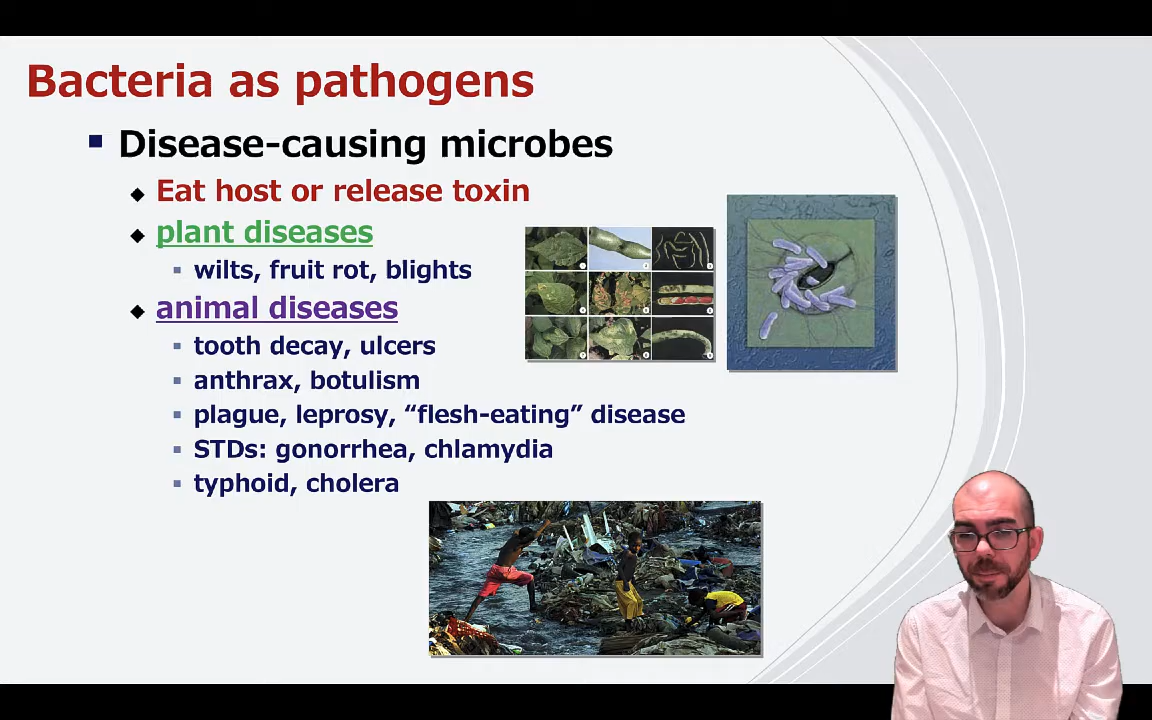 Bacteria as pathogens
Disease-causing microbes
Eat host or release toxin
plant diseases
wilts, fruit rot, blights
animal diseases
tooth decay, ulcers
anthrax, botulism
plague, leprosy, “flesh-eating” disease
STDs: gonorrhea, chlamydia
typhoid, cholera